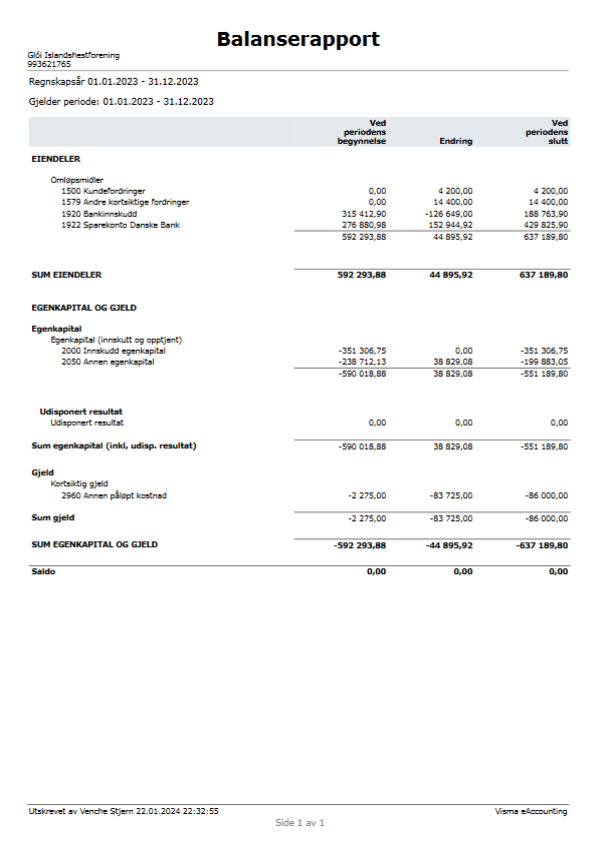 Balanserapport
Glói Islandshestforening
993621765
Regnskapsår 01.01.2023 - 31.12.2023
Gjelder periode: 01.01.2023 - 31.12.2023
Ved periodens begynnelse Endring Ved periodens slutt
EIENDELER
Omløpsmidler
1500 Kundefordringer 0,00 4 200,00 4 200,00
1579 Andre kortsiktige fordringer 0,00 14 400,00 14 400,00
1920 Bankinnskudd 315 412,90 -126 649,00 188 763,90
1922 Sparekonto Danske Bank 276 880,98 152 944,92 429 825,90
592 293,88 44 895,92 637 189,80
SUM EIENDELER 592 293,88 44 895,92 637 189,80
EGENKAPITAL OG GJELD
Egenkapital
Egenkapital (innskutt og opptjent)
2000 Innskudd egenkapital -351 306,75 0,00 -351 306,75
2050 Annen egenkapital -238 712,13 38 829,08 -199 883,05
-590 018,88 38 829,08 -551 189,80
Udisponert resultat
Udisponert resultat 0,00 0,00 0,00
Sum egenkapital (inkl, udisp. resultat) -590 018,88 38 829,08 -551 189,80
Gjeld
Kortsiktig gjeld
2960 Annen påløpt kostnad -2 275,00 -83 725,00 -86 000,00
Sum gjeld -2 275,00 -83 725,00 -86 000,00
SUM EGENKAPITAL OG GJELD -592 293,88 -44 895,92 -637 189,80
Saldo 0,00 0,00 0,00
Utskrevet av Venche Stjern 22.01.2024 22:32:55 Visma eAccounting
Side 1 av 1